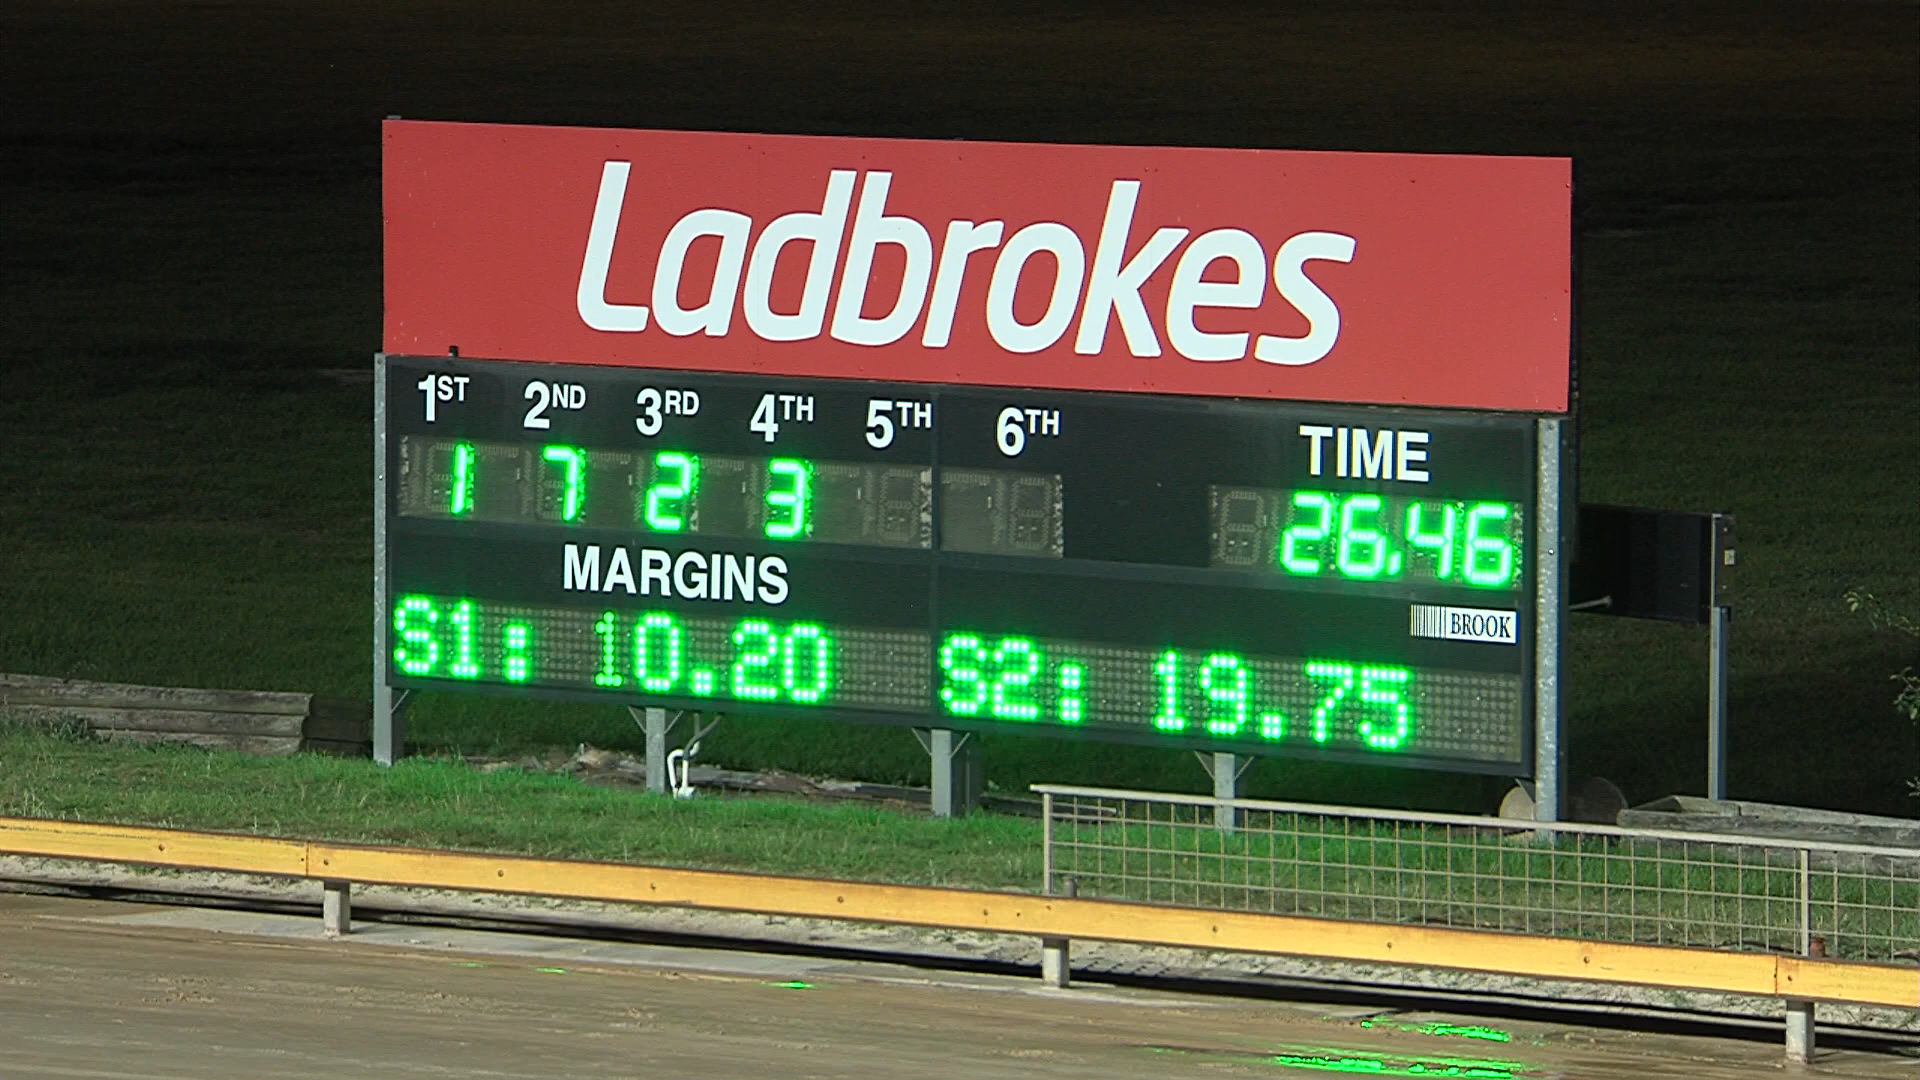 Ladbrokes
1ST 2ND 3RD 4TH 5TH 6TH TIME
1 7 2 3 26.46
MARGINS
BROOK
S1: 10.20 S2: 19.75